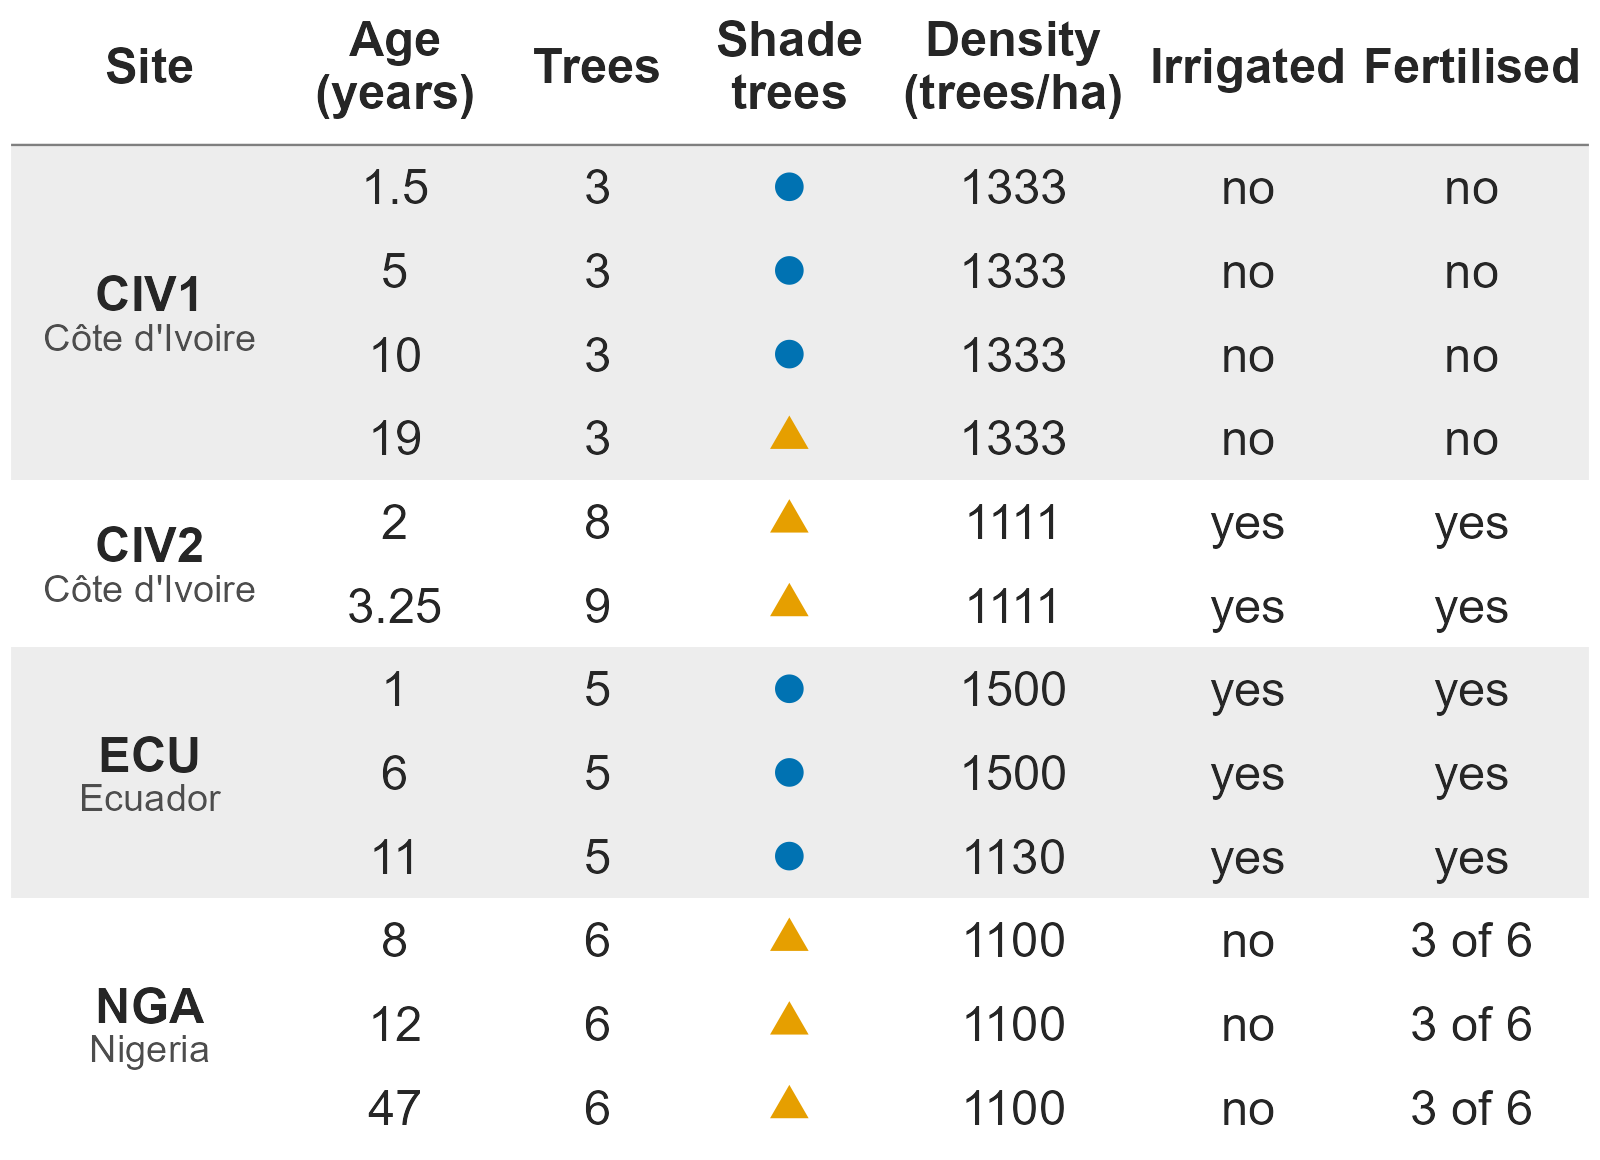 Site Age (years) Trees Shade trees Density (trees/ha) Irrigated Fertilised
CIV1
Côte d'Ivoire
1.5 3 1333 no no
5 3 1333 no no
10 3 1333 no no
19 3 1333 no no
CIV2
Côte d'Ivoire
2 8 1111 yes yes
3.25 9 1111 yes yes
ECU
Ecuador
1 5 1500 yes yes
6 5 1500 yes yes
11 5 1130 yes yes
NGA
Nigeria
8 6 1100 no 3 of 6
12 6 1100 no 3 of 6
47 6 1100 no 3 of 6